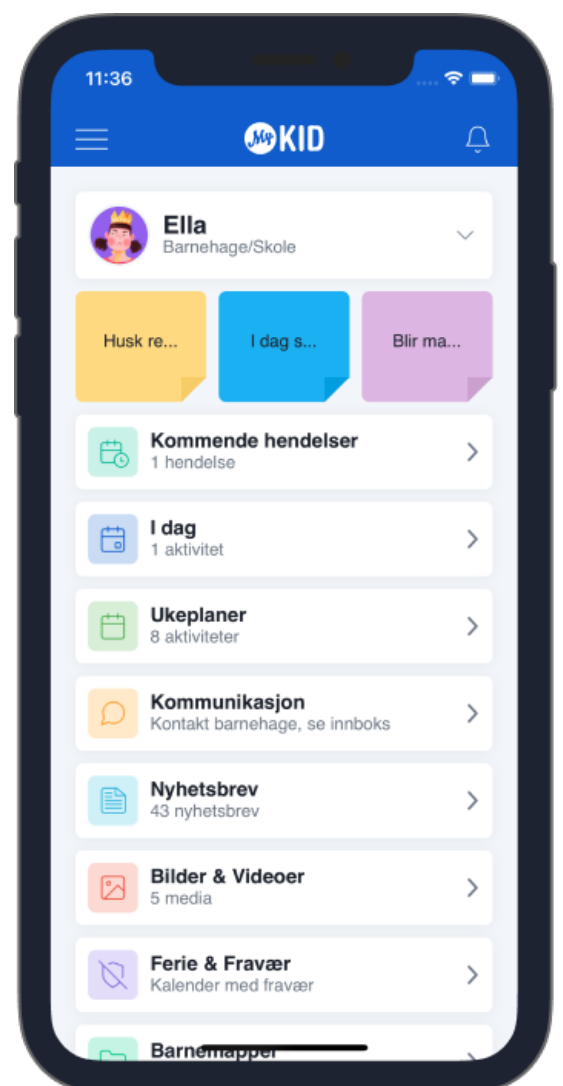 11:36
My KID
Ella
Barnehage/Skole
Husk re...
I dag s...
Blir ma...
Kommende hendelser
1 hendelse
I dag
1 aktivitet
Ukeplaner
8 aktiviteter
Kommunikasjon
Kontakt barnehage, se innboks
Nyhetsbrev
43 nyhetsbrev
Bilder & Videoer
5 media
Ferie & Fravær
Kalender med fravær
Barnemapper